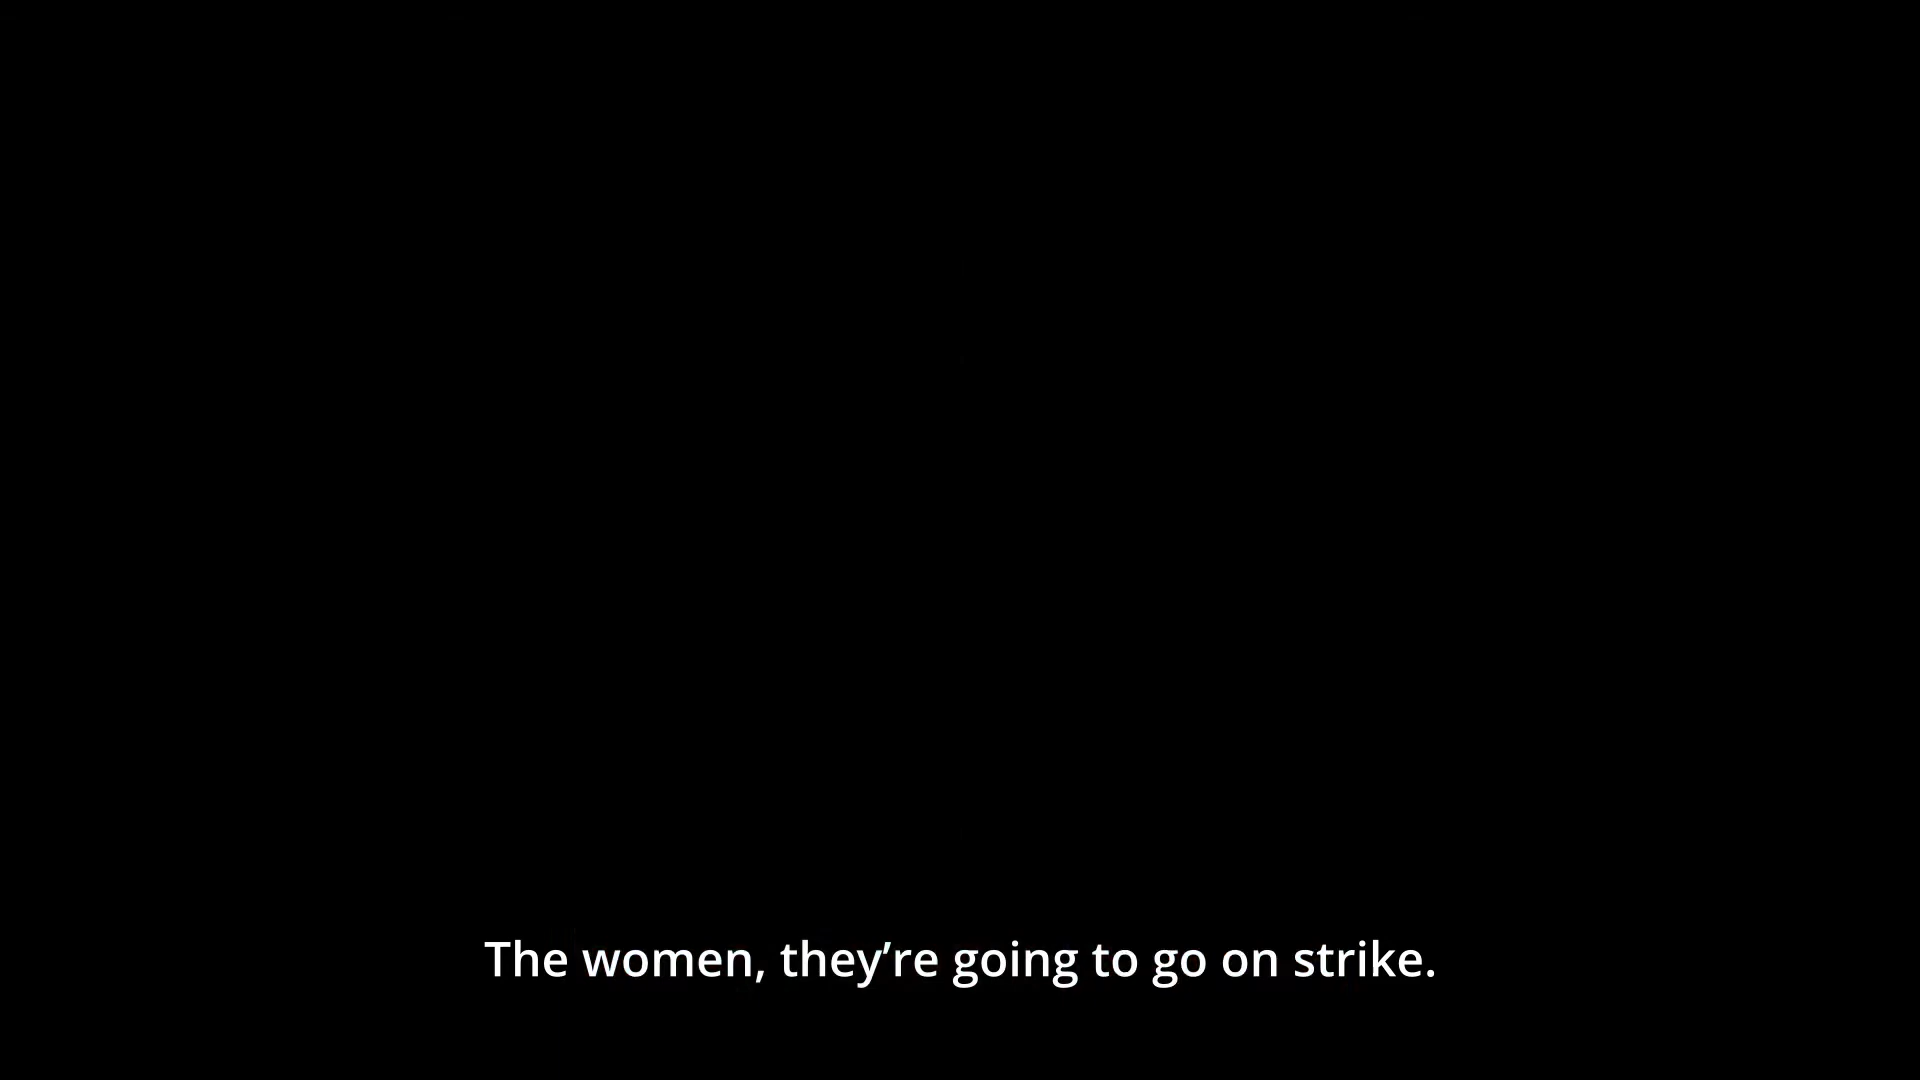 The women, they’re going to go on strike.